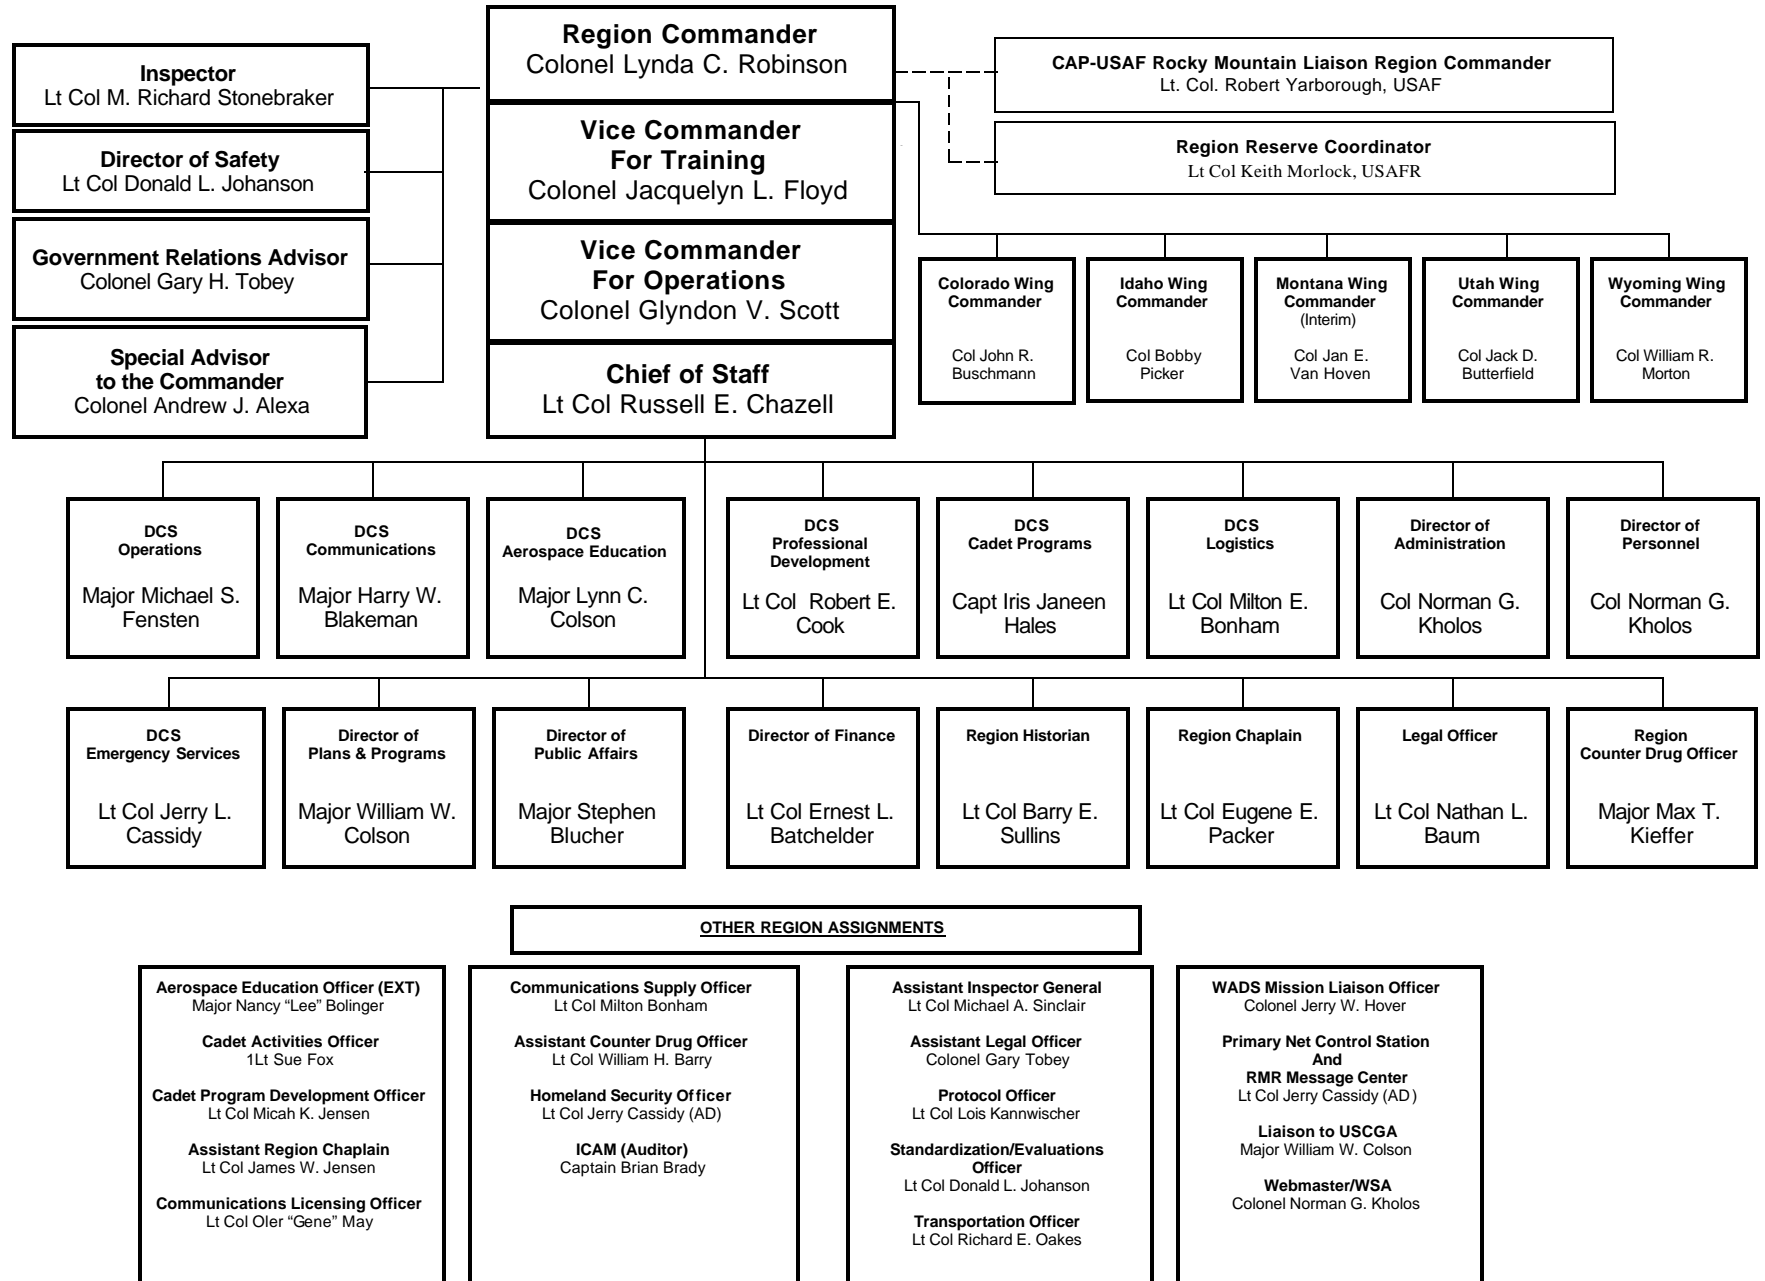 Region Commander
Colonel Lynda C. Robinson
Inspector
Lt Col M. Richard Stonebraker
Director of Safety
Lt Col Donald L. Johanson
Government Relations Advisor
Colonel Gary H. Tobey
Special Advisor
to the Commander
Colonel Andrew J. Alexa
Vice Commander
For Training
Colonel Jacquelyn L. Floyd
Vice Commander
For Operations
Colonel Glyndon V. Scott
Chief of Staff
Lt Col Russell E. Chazell
CAP-USAF Rocky Mountain Liaison Region Commander
Lt. Col. Robert Yarborough, USAF
Region Reserve Coordinator
Lt Col Keith Morlock, USAFR
Colorado Wing
Commander
Col John R.
Buschmann
Idaho Wing
Commander
Col Bobby
Picker
Montana Wing
Commander
(Interim)
Col Jan E.
Van Hoven
Utah Wing
Commander
Col Jack D.
Butterfield
Wyoming Wing
Commander
Col William R.
Morton
DCS
Operations
Major Michael S.
Fensten
DCS
Communications
Major Harry W.
Blakeman
DCS
Aerospace Education
Major Lynn C.
Colson
DCS
Professional
Development
Lt Col Robert E.
Cook
DCS
Cadet Programs
Capt Iris Janeen
Hales
DCS
Logistics
Lt Col Milton E.
Bonham
Director of
Administration
Col Norman G.
Kholos
Director of
Personnel
Col Norman G.
Kholos
DCS
Emergency Services
Lt Col Jerry L.
Cassidy
Director of
Plans & Programs
Major William W.
Colson
Director of
Public Affairs
Major Stephen
Blucher
Director of Finance
Lt Col Ernest L.
Batchelder
Region Historian
Lt Col Barry E.
Sullins
Region Chaplain
Lt Col Eugene E.
Packer
Legal Officer
Lt Col Nathan L.
Baum
Region
Counter Drug Officer
Major Max T.
Kieffer
OTHER REGION ASSIGNMENTS
Aerospace Education Officer (EXT)
Major Nancy “Lee” Bolinger
Cadet Activities Officer
1Lt Sue Fox
Cadet Program Development Officer
Lt Col Micah K. Jensen
Assistant Region Chaplain
Lt Col James W. Jensen
Communications Licensing Officer
Lt Col Oler “Gene” May
Communications Supply Officer
Lt Col Milton Bonham
Assistant Counter Drug Officer
Lt Col William H. Barry
Homeland Security Officer
Lt Col Jerry Cassidy (AD)
ICAM (Auditor)
Captain Brian Brady
Assistant Inspector General
Lt Col Michael A. Sinclair
Assistant Legal Officer
Colonel Gary Tobey
Protocol Officer
Lt Col Lois Kannwischer
Standardization/Evaluations
Officer
Lt Col Donald L. Johanson
Transportation Officer
Lt Col Richard E. Oakes
WADS Mission Liaison Officer
Colonel Jerry W. Hover
Primary Net Control Station
And
RMR Message Center
Lt Col Jerry Cassidy (AD)
Liaison to USCGA
Major William W. Colson
Webmaster/WSA
Colonel Norman G. Kholos